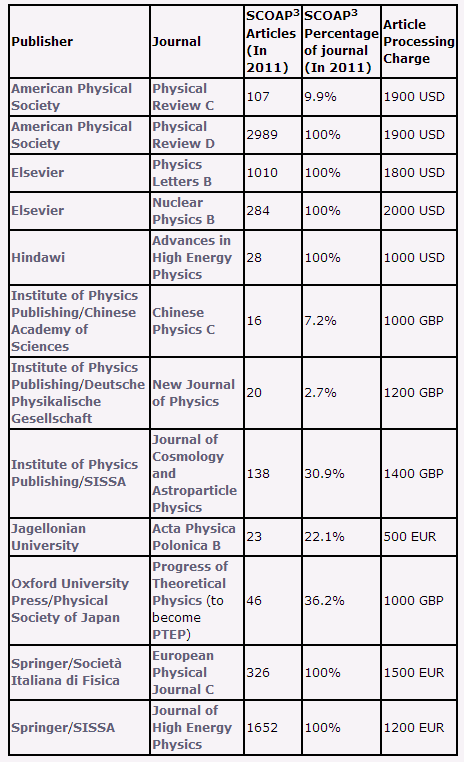 Publisher
Journal
SCOAP3
Articles
(In
2011)
SCOAP3
Percentage
of journal
(In 2011)
Article
Processing
Charge
American Physical
Society
Physical
Review C
107
9.9%
1900 USD
American Physical
Society
Physical
Review D
2989
100%
1900 USD
Elsevier
Physics
Letters B
1010
100%
1800 USD
Elsevier
Nuclear
Physics B
284
100%
2000 USD
Hindawi
Advances in
High Energy
Physics
28
100%
1000 USD
Institute of Physics
Publishing/Chinese
Academy of
Sciences
Chinese
Physics C
16
7.2%
1000 GBP
Institute of Physics
Publishing/Deutsche
Physikalische
Gesellschaft
New Journal
of Physics
20
2.7%
1200 GBP
Institute of Physics
Publishing/SISSA
Journal of
Cosmology
and
Astroparticle
Physics
138
30.9%
1400 GBP
Jagellonian
University
Acta Physica
Polonica B
23
22.1%
500 EUR
Oxford University
Press/Physical
Society of Japan
Progress of
Theoretical
Physics (to
become
PTEP)
46
36.2%
1000 GBP
Springer/Società
Italiana di Fisica
European
Physical
Journal C
326
100%
1500 EUR
Springer/SISSA
Journal of
High Energy
Physics
1652
100%
1200 EUR